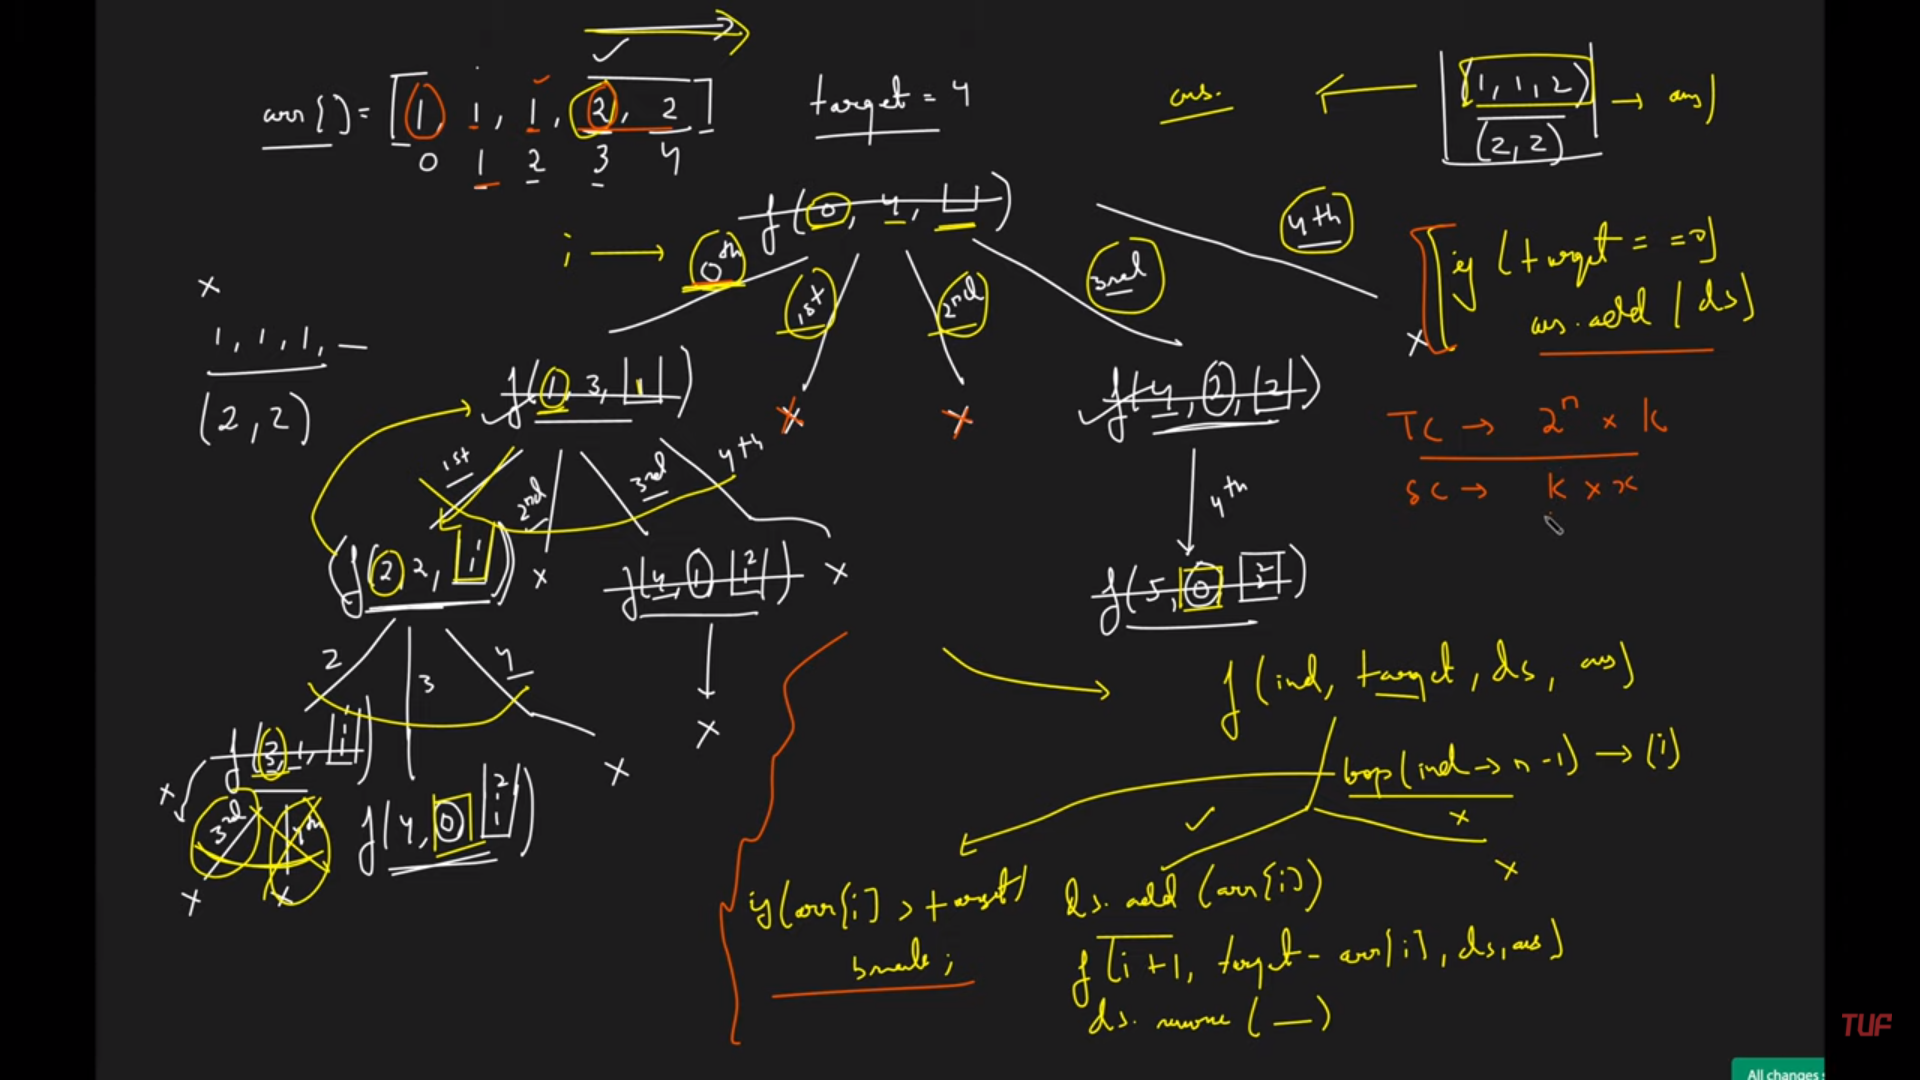 arr[] = [1, 1, 1, 2, 2]
0 1 2 3 4
target = 4
ans.
(1, 1, 2) → ans)
(2, 2)
f(0, 4, )
i → 0th
1st
2nd
3rd
4th
if (target == 0)
ans.add (ds)
x
1, 1, 1, —
(2, 2)
f(1, 3, 1)
x
x
f(4, 2, 2)
x
TC → 2^n × k
SC → k × x
1st
2nd
3rd
4th
4th
f(2, 2, 1 1)
x
f(4, 1, 2 1)
x
f(5, 0, 2 2)
2
3
4
x
x
f(3, 1, 1 1 1)
x
3rd
4th
x
x
f(4, 0, 2 1 1)
f(ind, target, ds, ans)
loop(ind → n-1) → (i)
x
x
if(arr[i] > target)
break;
ds.add (arr[i])
f(i+1, target - arr[i], ds, ans)
ds.remove ( — )
TUF
All changes s